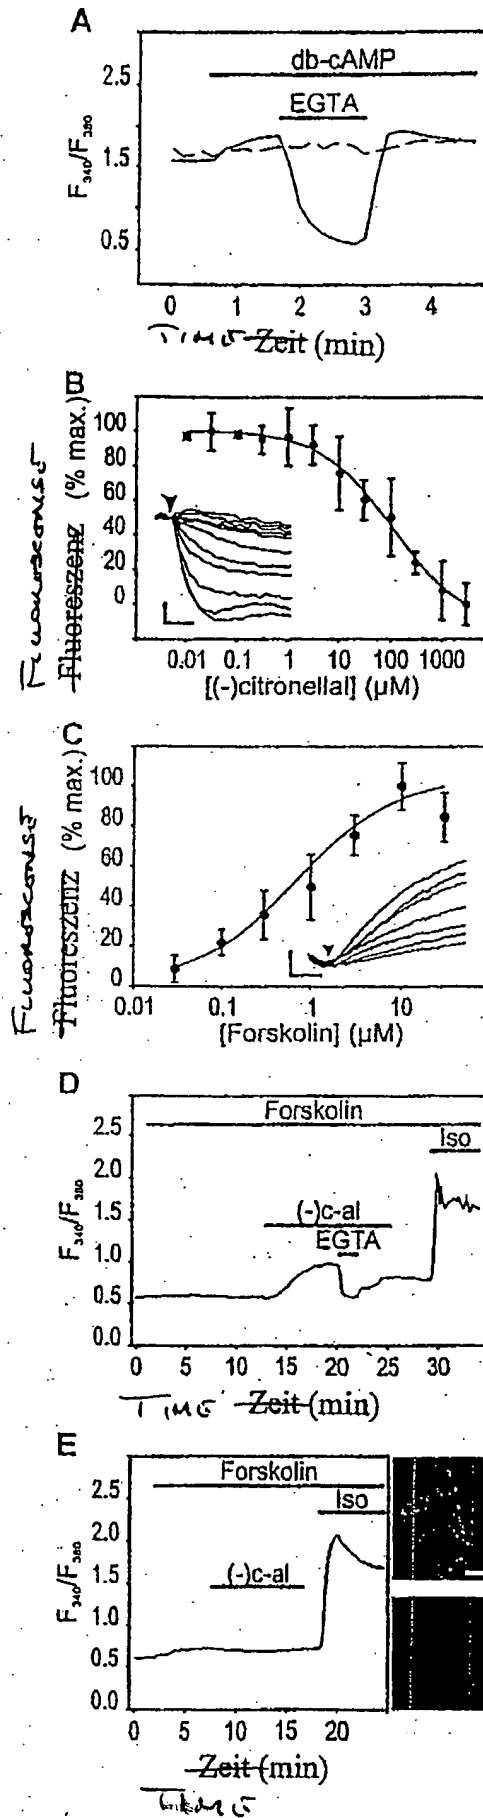 A
db-cAMP
EGTA
2.5
1.5
0.5
F₃₄₀/F₃₈₀
0 1 2 3 4
TIME Zeit (min)
B
100
80
60
40
20
0
Fluoreszenz (% max.)
0.01 0.1 1 10 100 1000
[(-)citronellal] (µM)
C
100
80
60
40
20
0
Fluoreszenz (% max.)
0.01 0.1 1 10
[Forskolin] (µM)
D
Forskolin
Iso
(-)c-al
EGTA
2.5
2.0
1.5
1.0
0.5
0.0
F₃₄₀/F₃₈₀
0 5 10 15 20 25 30
TIME Zeit (min)
E
Forskolin
Iso
(-)c-al
2.5
2.0
1.5
1.0
0.5
0.0
F₃₄₀/F₃₈₀
0 5 10 15 20
Zeit (min)
TIME